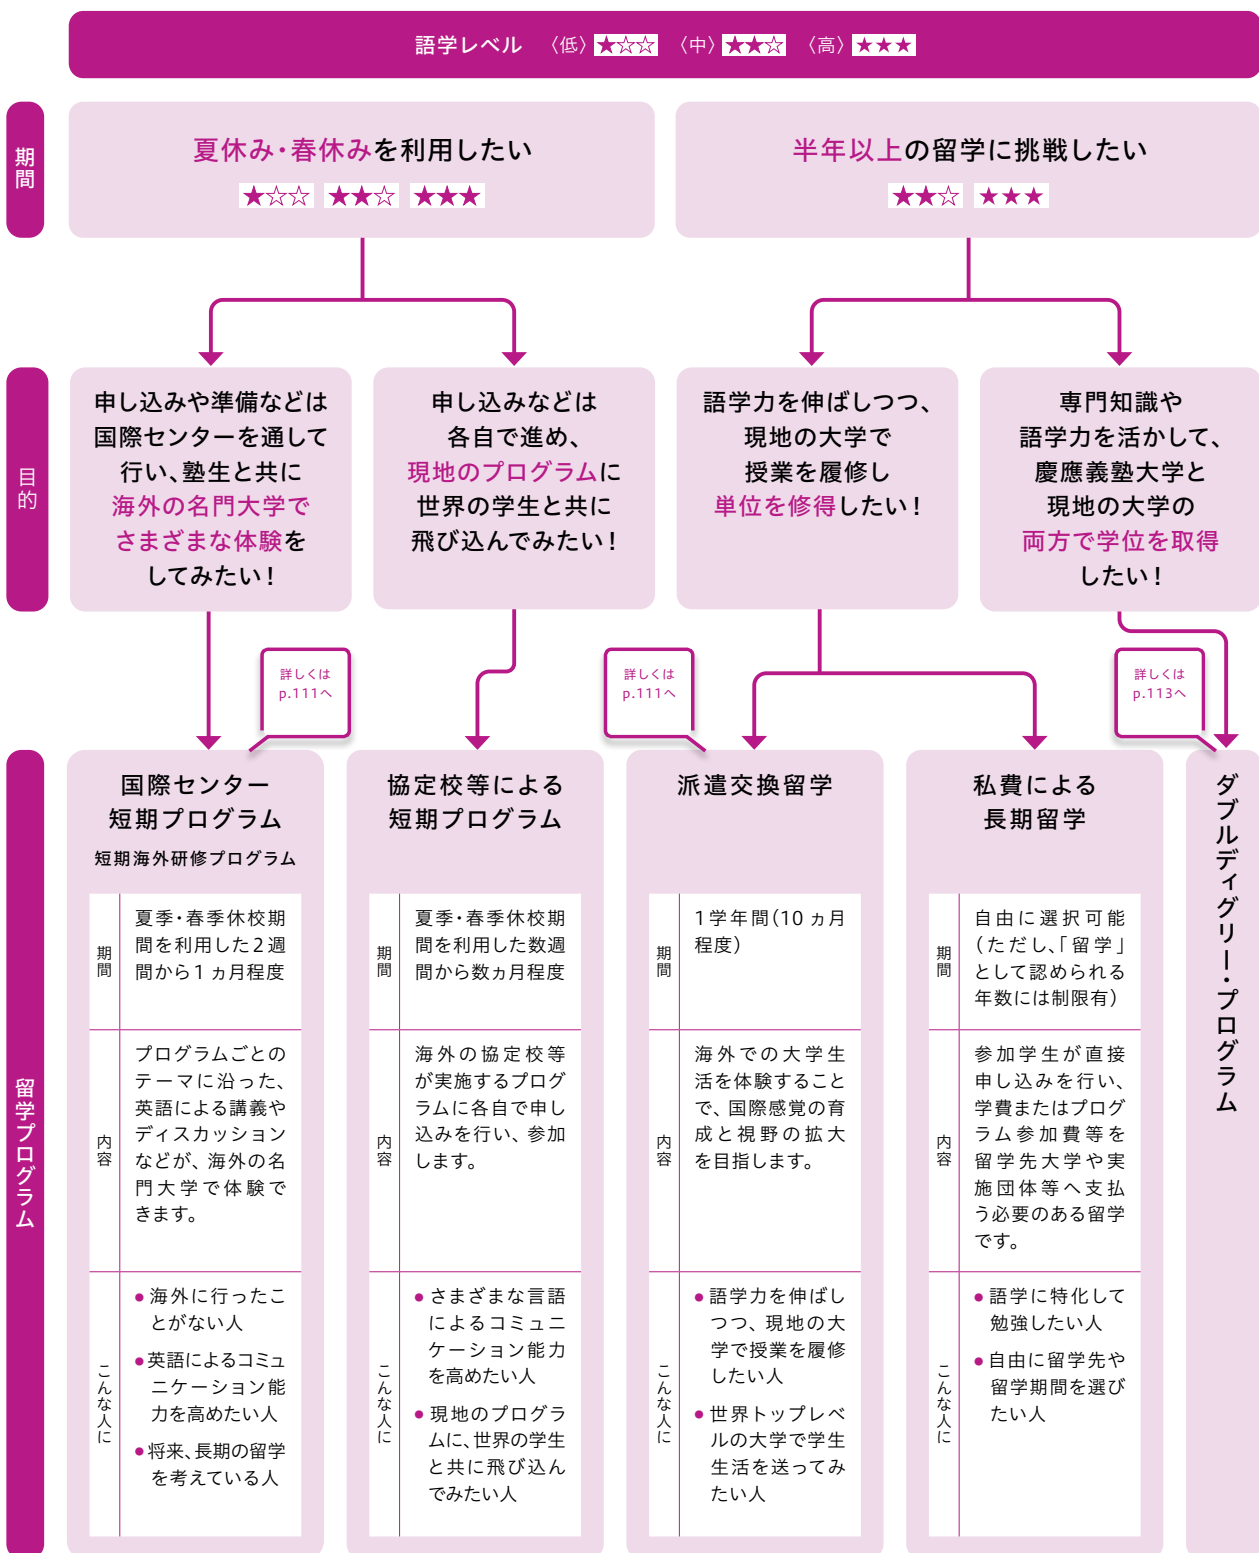 語学レベル 〈低〉★☆☆ 〈中〉★★☆ 〈高〉★★★
期間
夏休み・春休みを利用したい
★☆☆ ★★☆ ★★★
半年以上の留学に挑戦したい
★★☆ ★★★
目的
申し込みや準備などは
国際センターを通して
行い、塾生と共に
海外の名門大学で
さまざまな体験を
してみたい！
申し込みなどは
各自で進め、
現地のプログラムに
世界の学生と共に
飛び込んでみたい！
語学力を伸ばしつつ、
現地の大学で
授業を履修し
単位を修得したい！
専門知識や
語学力を活かして、
慶應義塾大学と
現地の大学の
両方で学位を取得
したい！
留学プログラム
詳しくは
p.111へ
国際センター
短期プログラム
短期海外研修プログラム
期間
夏季・春季休校期
間を利用した2週
間から1ヵ月程度
内容
プログラムごとの
テーマに沿った、
英語による講義や
ディスカッション
などが、海外の名
門大学で体験で
きます。
こんな人に
●海外に行ったこ
とがない人
●英語によるコミュ
ニケーション能
力を高めたい人
●将来、長期の留学
を考えている人
協定校等による
短期プログラム
期間
夏季・春季休校期
間を利用した数週
間から数ヵ月程度
内容
海外の協定校等
が実施するプログ
ラムに各自で申し
込みを行い、参加
します。
こんな人に
●さまざまな言語
によるコミュニ
ケーション能力
を高めたい人
●現地のプログラ
ムに、世界の学生
と共に飛び込ん
でみたい人
詳しくは
p.111へ
派遣交換留学
期間
1学年間(10ヵ月
程度)
内容
海外での大学生
活を体験すること
で、国際感覚の育
成と視野の拡大
を目指します。
こんな人に
●語学力を伸ばし
つつ、現地の大
学で授業を履修
したい人
●世界トップレベ
ルの大学で学生
生活を送ってみ
たい人
私費による
長期留学
期間
自由に選択可能
(ただし、「留学」
として認められる
年数には制限有)
内容
参加学生が直接
申し込みを行い、
学費またはプログ
ラム参加費等を
留学先大学や実
施団体等へ支払
う必要のある留学
です。
こんな人に
●語学に特化して
勉強したい人
●自由に留学先や
留学期間を選び
たい人
詳しくは
p.113へ
ダブルディグリー・プログラム